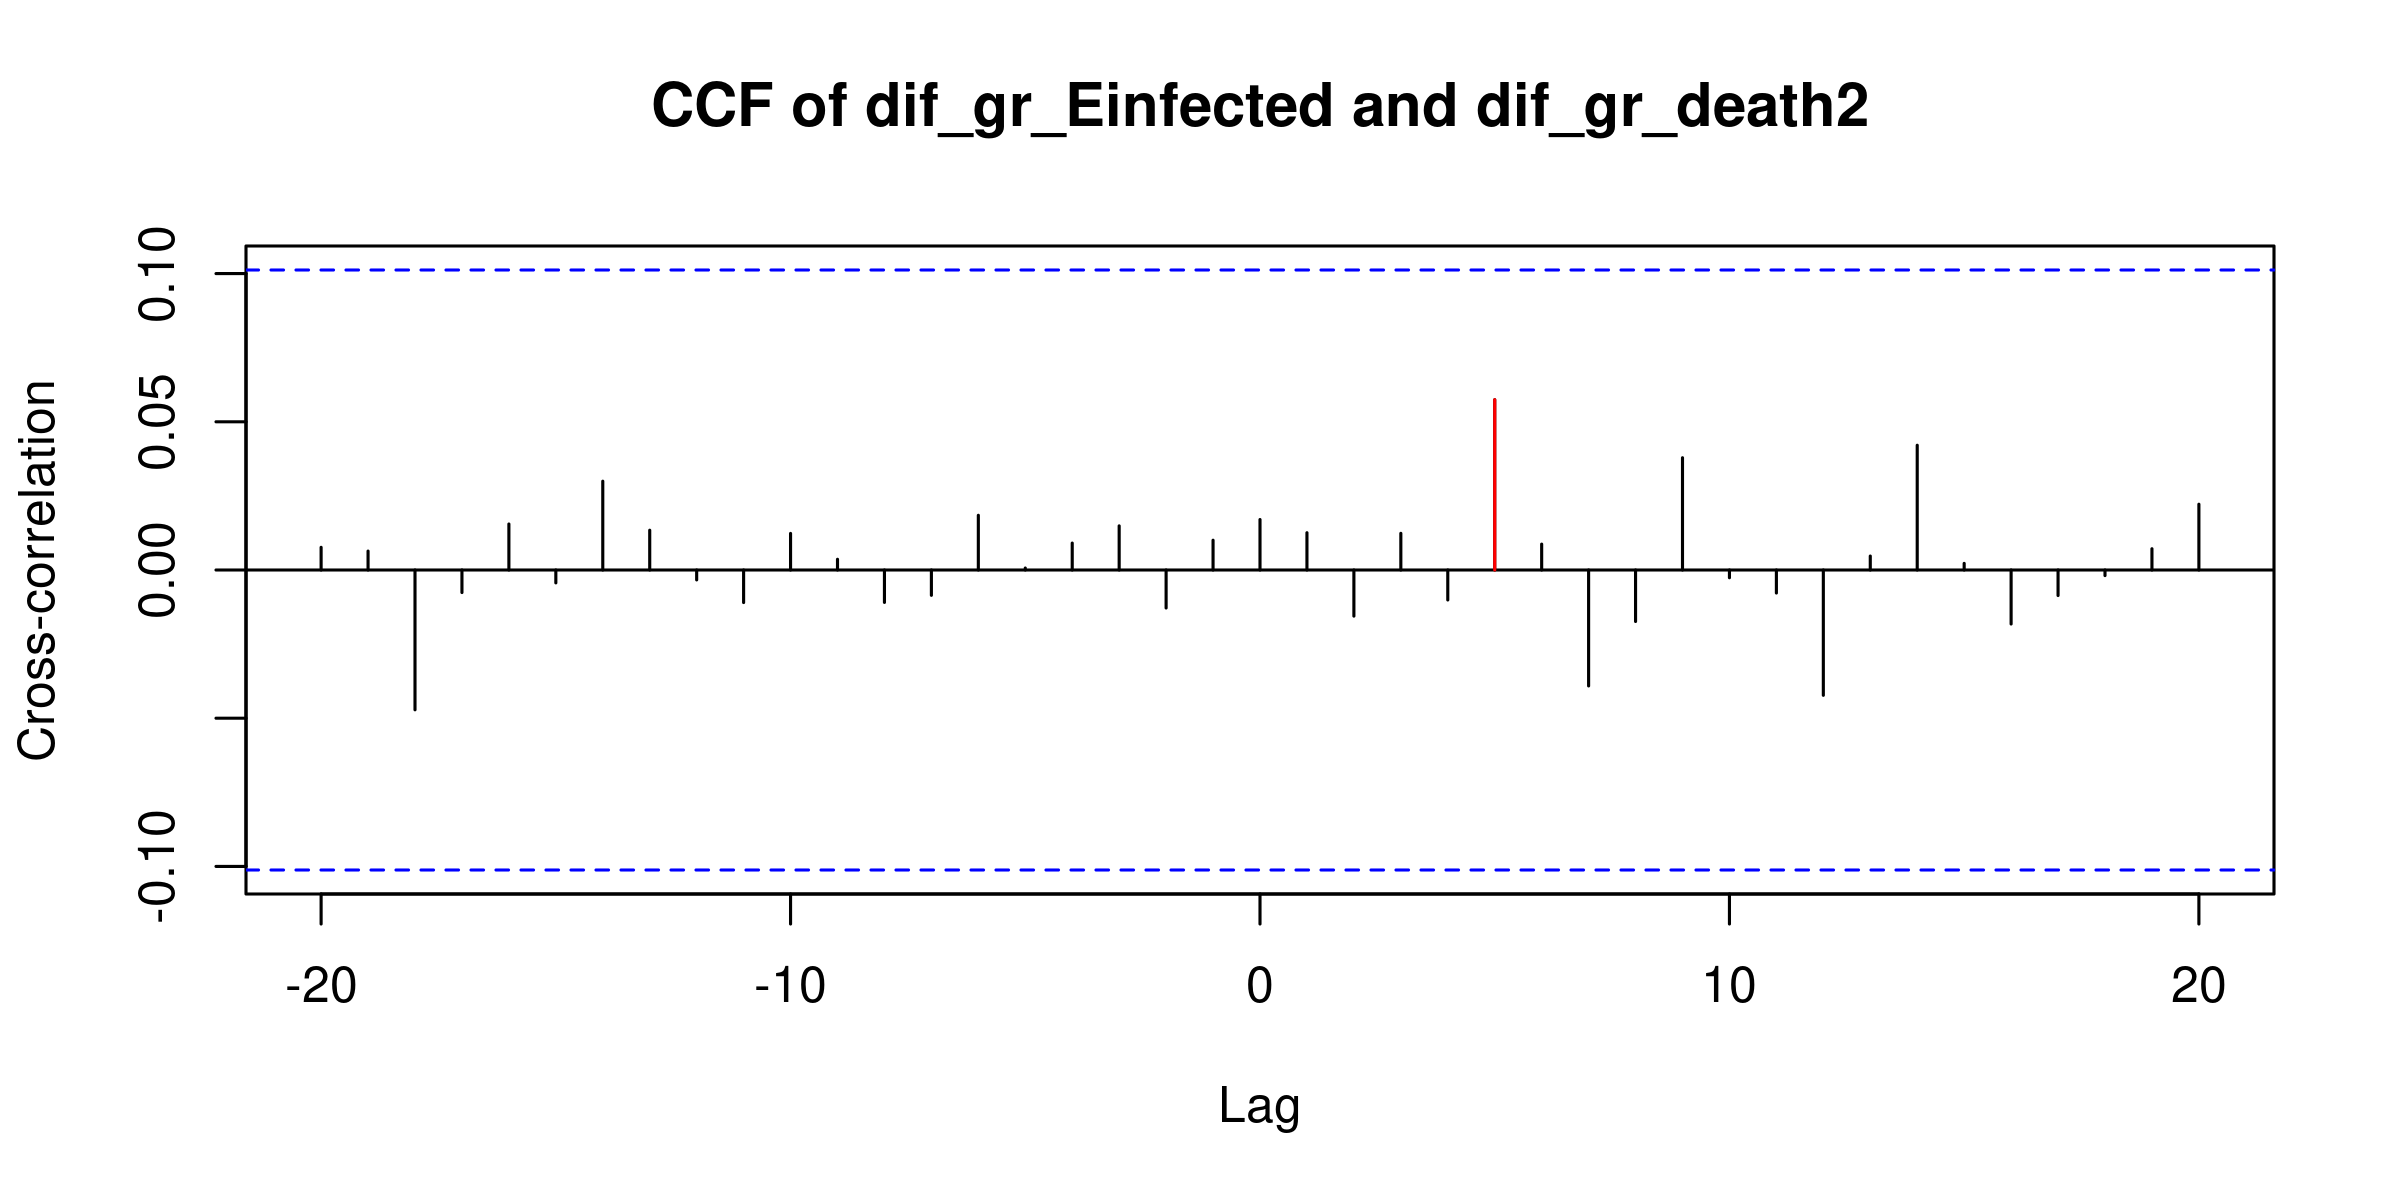 CCF of dif_gr_Einfected and dif_gr_death2
Cross-correlation
0.10
0.05
0.00
-0.10
-20 -10 0 10 20
Lag